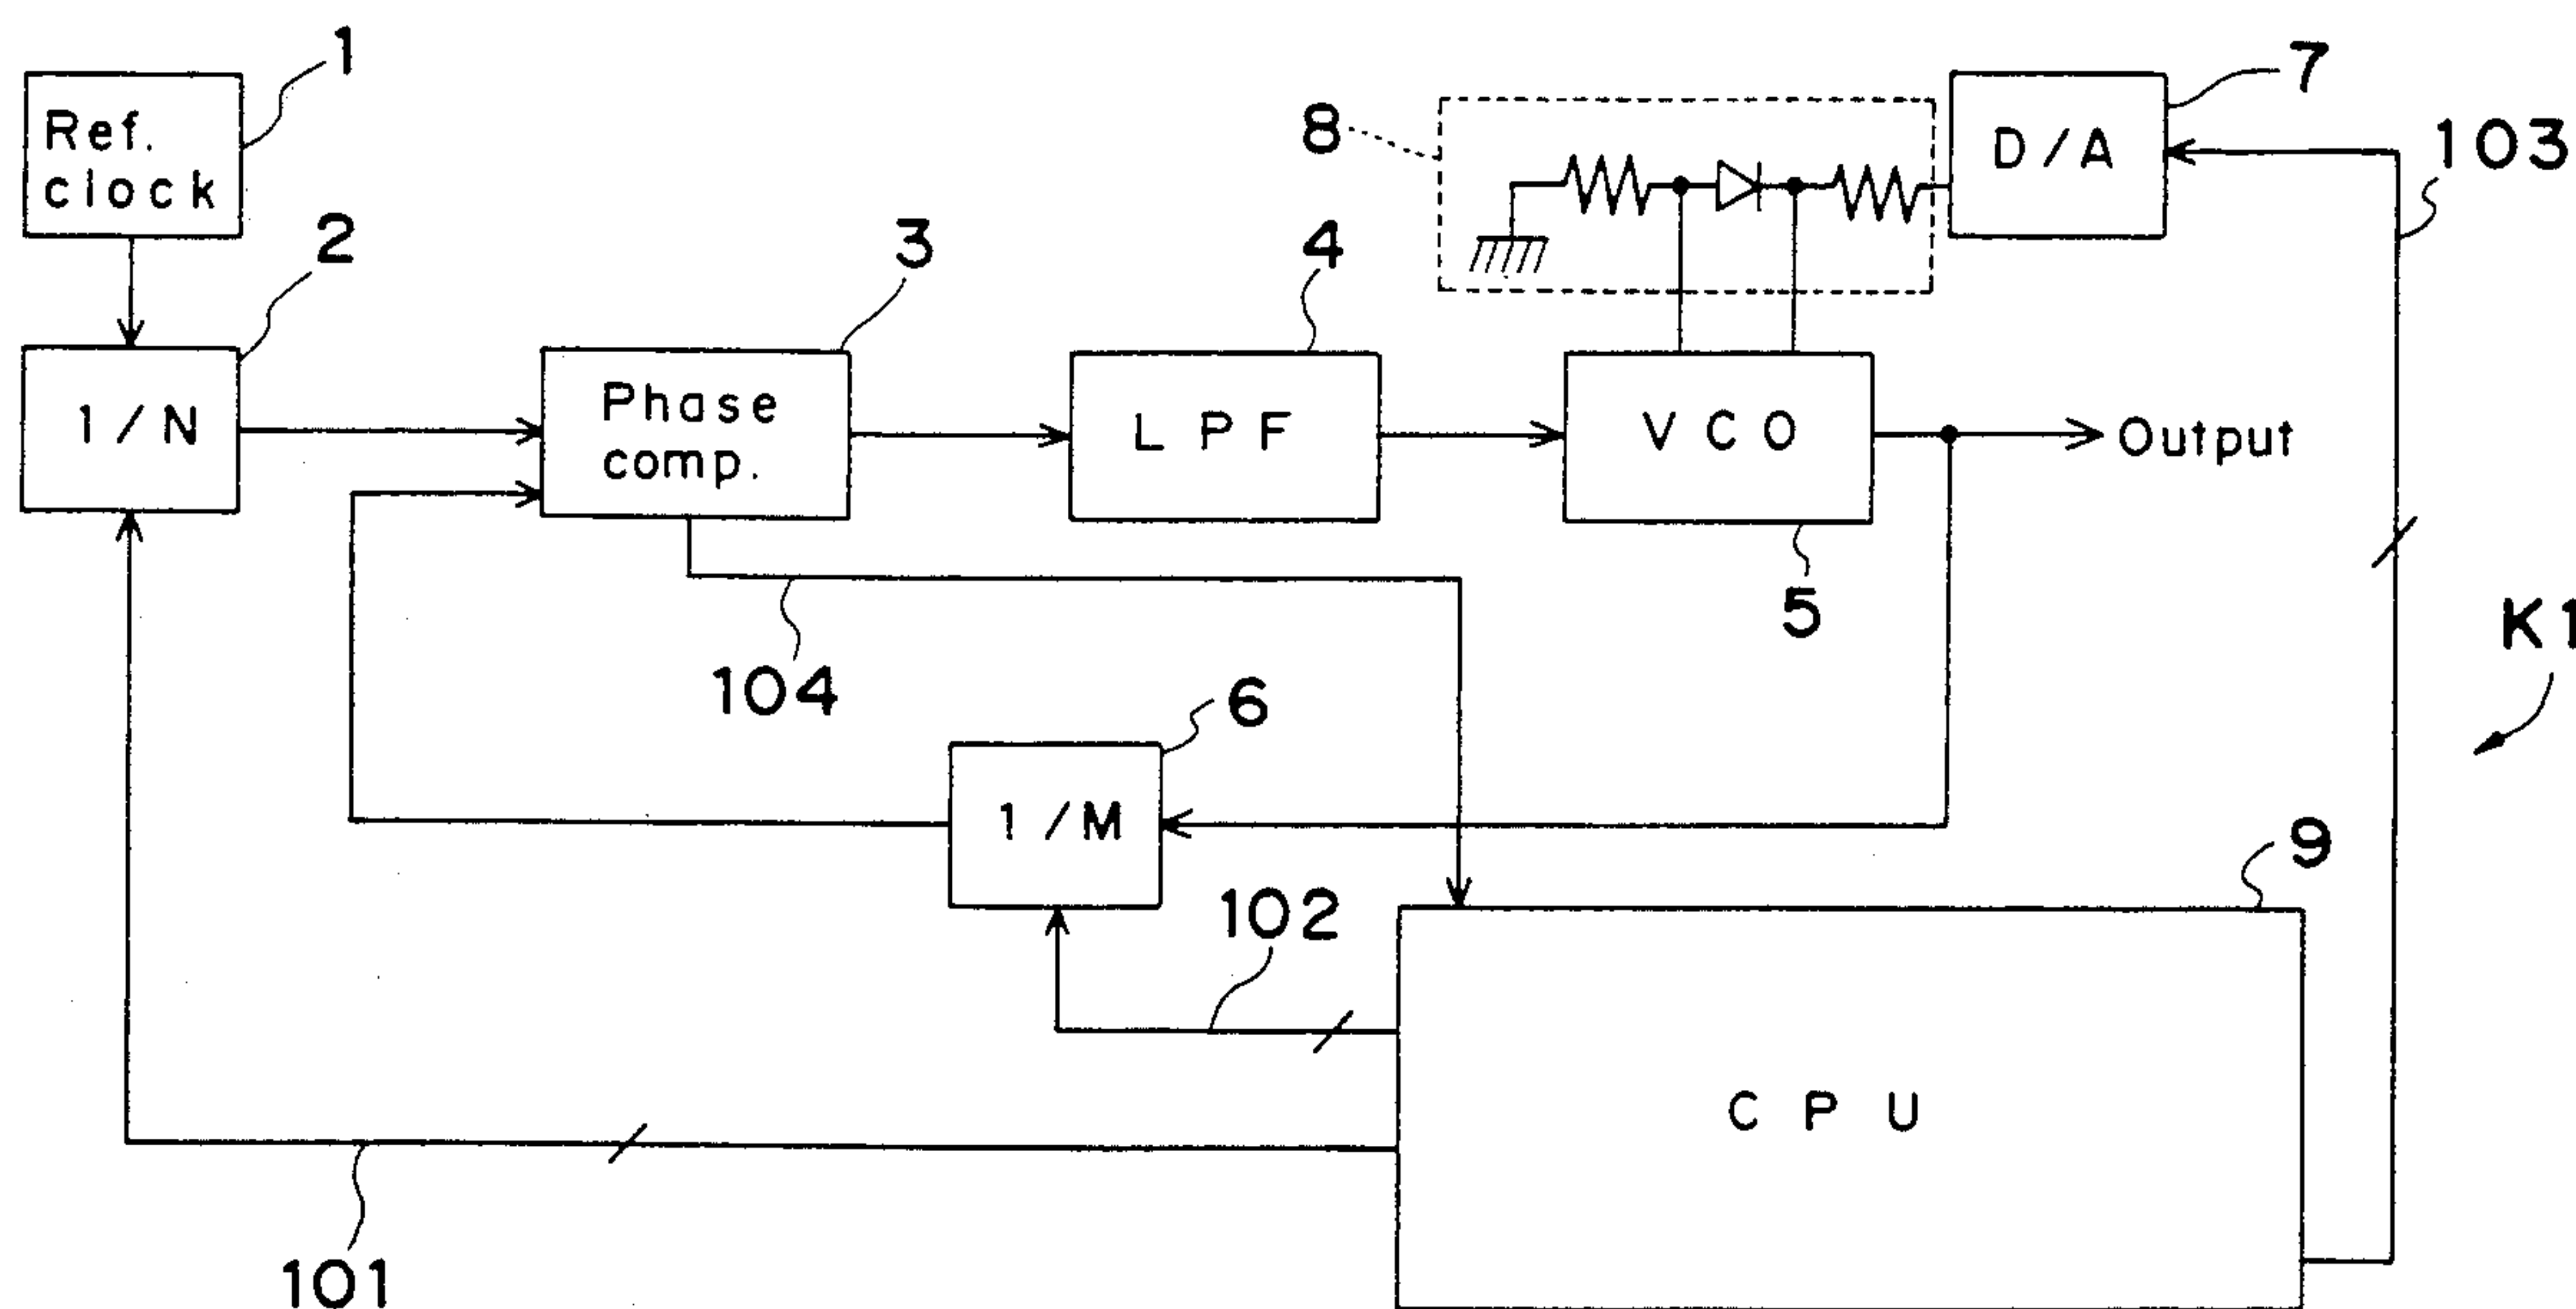 1
Ref.
clock
2
1/N
3
Phase
comp.
4
LPF
8
7
D/A
103
VCO
Output
5
K1
104
6
1/M
102
9
CPU
101